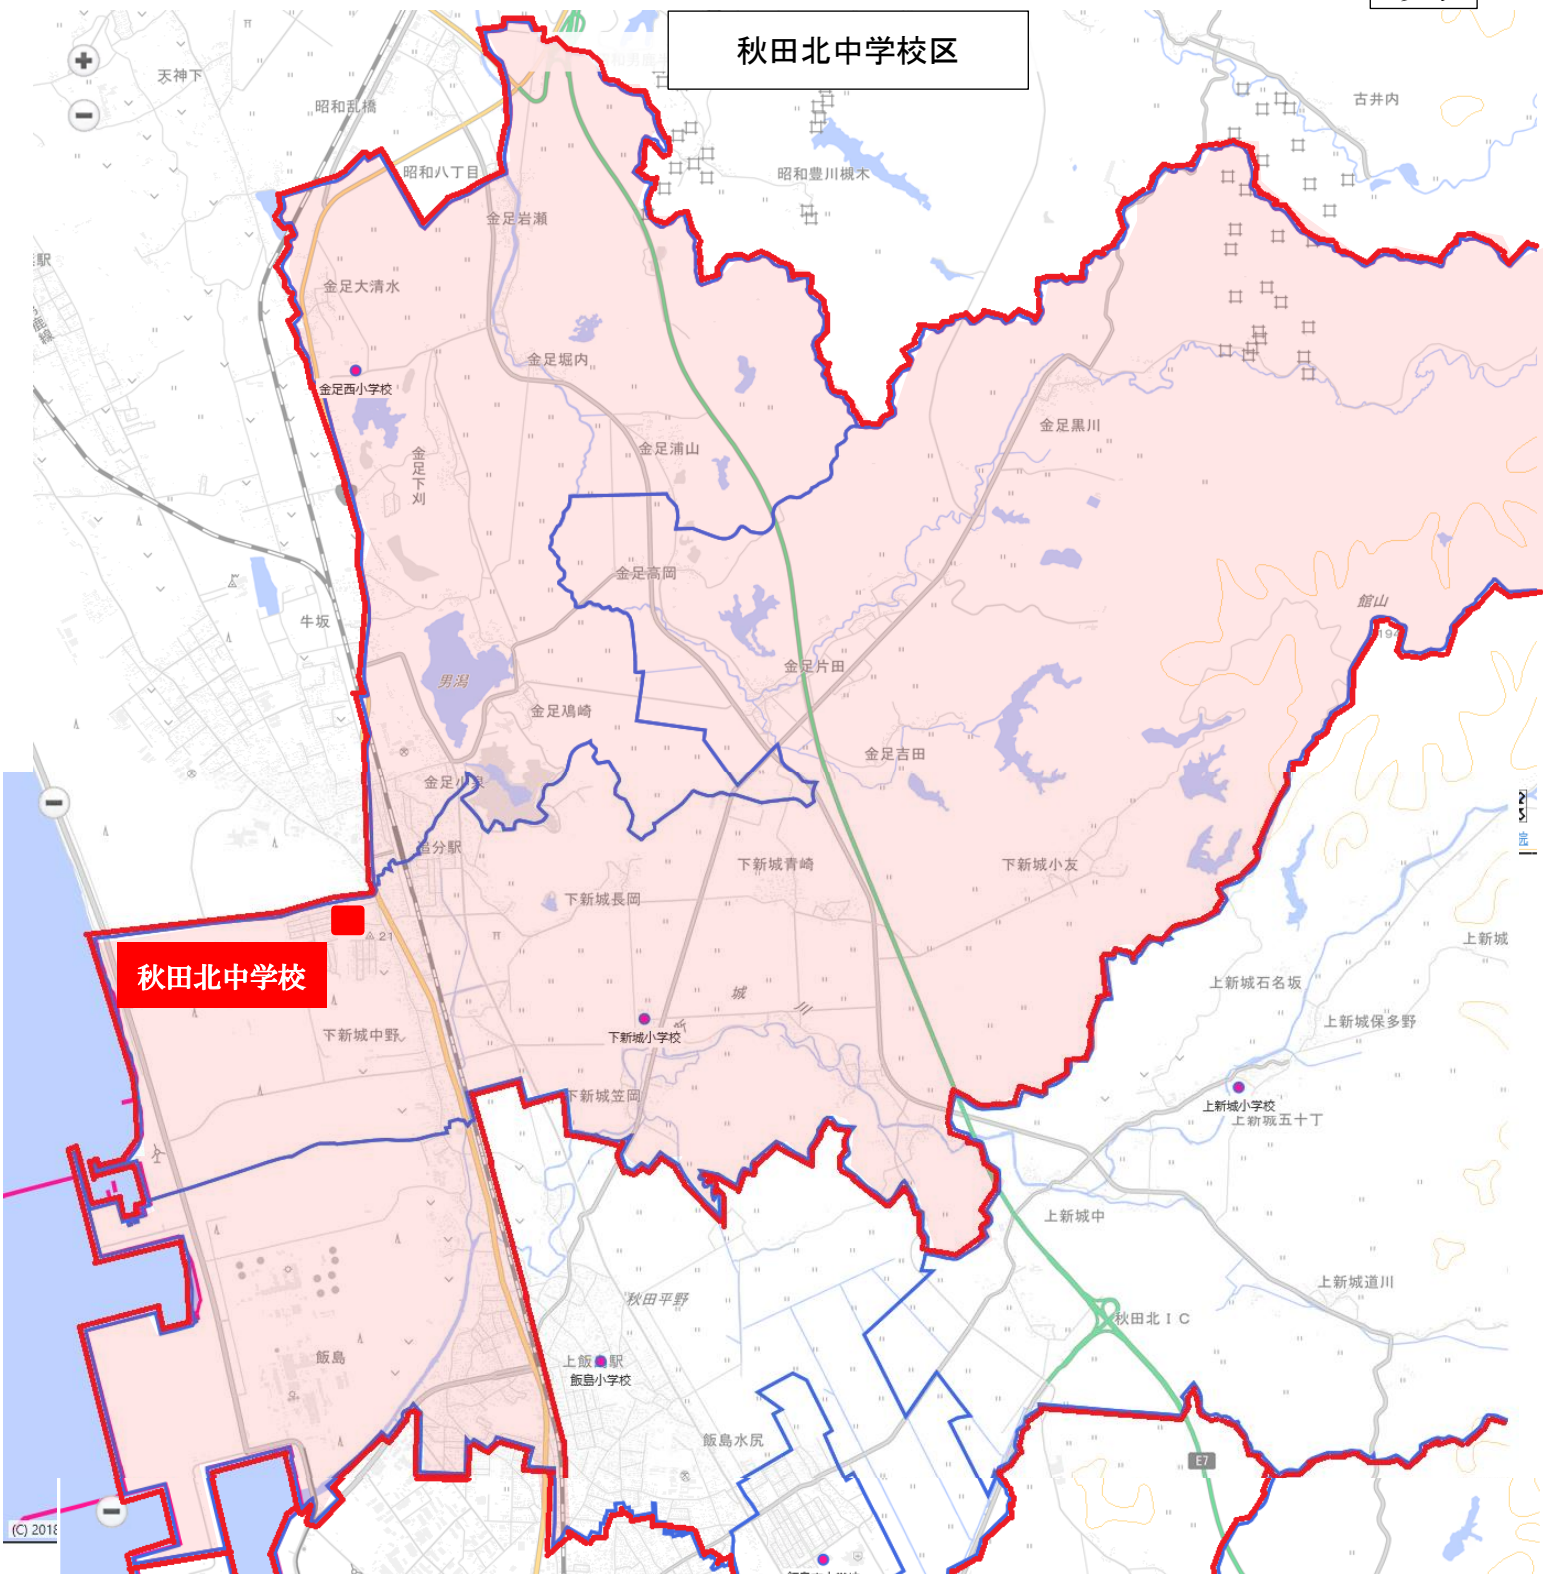 秋田北中学校区
天神下
昭和乱橋
古井内
昭和八丁目
昭和豊川槻木
金足岩瀬
駅
金足大清水
鹿線
金足堀内
金足西小学校
金足黒川
金足浦山
金足下刈
金足高岡
館山
194
牛坂
金足片田
男潟
金足鳰崎
金足吉田
金足小泉
追分駅
下新城青崎
下新城小友
院
下新城長岡
21
上新城
秋田北中学校
上新城石名坂
城
川
上新城保多野
下新城中野
下新城小学校
下新城笠岡
上新城小学校
上新城五十丁
上新城中
上新城道川
秋田平野
秋田北IC
飯島
上飯島駅
飯島小学校
飯島水尻
E7
(C) 2018